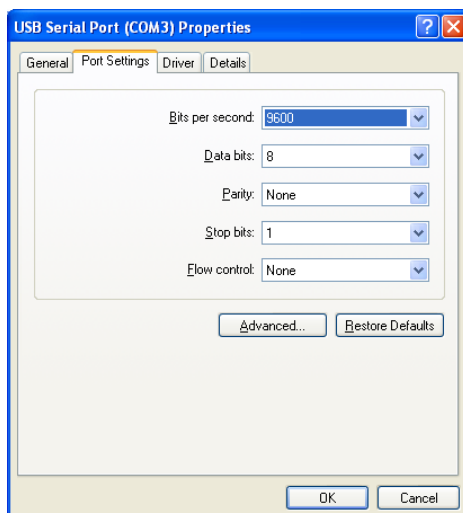 USB Serial Port (COM3) Properties
General Port Settings Driver Details
Bits per second: 9600
Data bits: 8
Parity: None
Stop bits: 1
Flow control: None
Advanced... Restore Defaults
OK Cancel